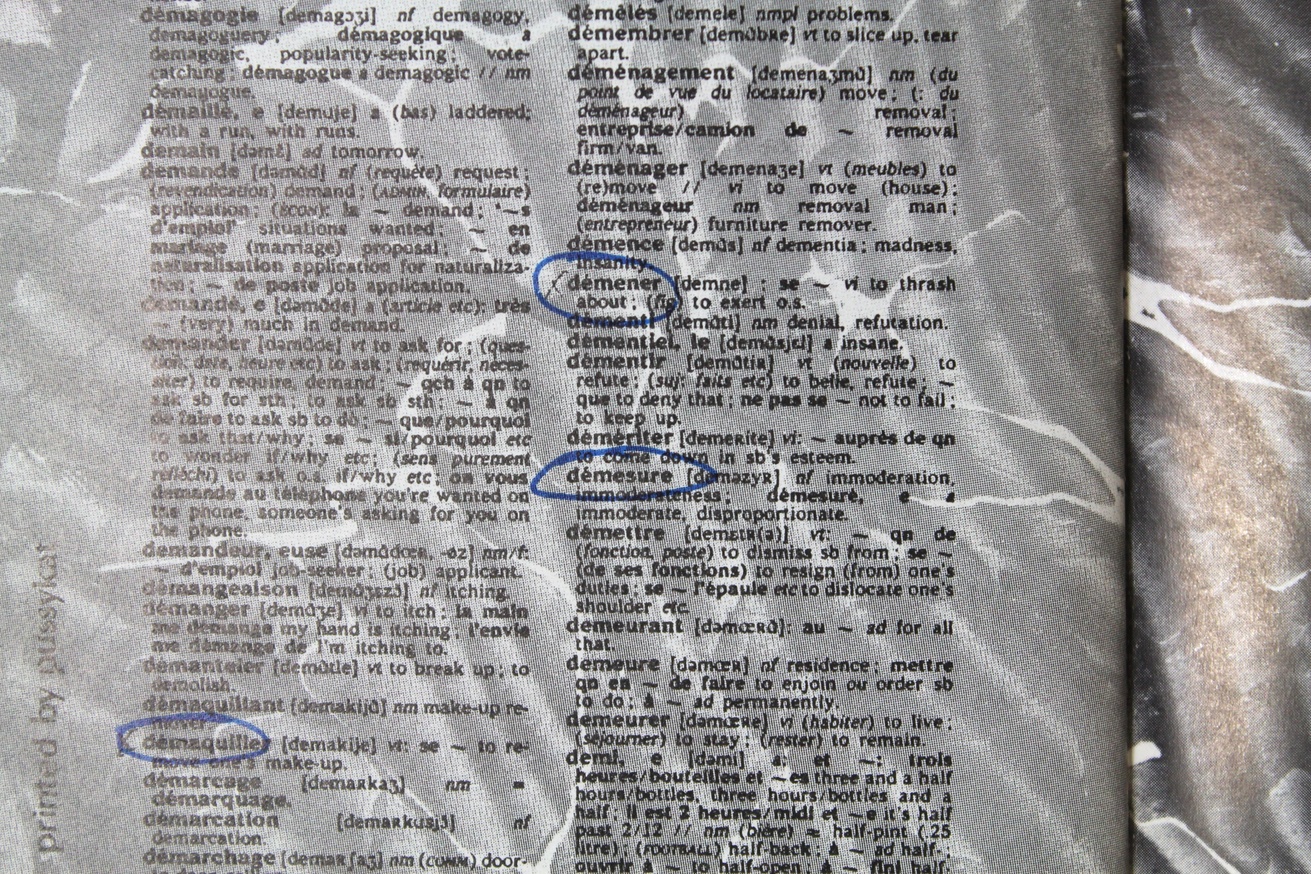 démagogie [demagɔʒi] nf demagogy,
demagoguery; démagogique a
demagogic, popularity-seeking; vote-
catching; démagogue a demagogic // nm
demagogue.
démaillé, e [demɑje] a (bas) laddered;
with a run, with runs.
demain [dəmɛ̃] ad tomorrow.
demande [dəmɑ̃d] nf (requête) request;
(revendication) demand; (ADMIN, formulaire)
application; (ÉCON): la ~ demand; '~s
d'emploi' situations wanted; ~ en
mariage (marriage) proposal; ~ de
naturalisation application for naturaliza-
tion; ~ de poste job application.
demandé, e [dəmɑ̃de] a (article etc): très
~ (very) much in demand.
demander [dəmɑ̃de] vt to ask for; (ques-
tion, date, heure etc) to ask; (requérir, néces-
siter) to require, demand; ~ qch à qn to
ask sb for sth; to ask sb sth; ~ à qn
de faire to ask sb to do; ~ que/pourquoi
to ask that/why; se ~ si/pourquoi etc
to wonder if/why etc; (sens purement
réfléchi) to ask o.s. if/why etc; on vous
demande au téléphone you're wanted on
the phone, someone's asking for you on
the phone.
demandeur, euse [dəmɑ̃dœʀ, -øz] nm/f:
~ d'emploi job-seeker; (job) applicant.
démangeaison [demɑ̃ʒɛzɔ̃] nf itching.
démanger [demɑ̃ʒe] vi to itch; la main
me démange my hand is itching; l'envie
me démange de I'm itching to.
démanteler [demɑ̃tle] vt to break up; to
demolish.
démaquillant [demakijɑ̃] nm make-up re-
mover.
démaquiller [demakije] vt: se ~ to re-
move one's make-up.
démarcage [demaʀkaʒ] nm =
démarquage.
démarcation [demaʀkɑsjɔ̃] nf
demarcation.
démarchage [demaʀʃaʒ] nm (COMM) door-
démêlés [demele] nmpl problems.
démembrer [demɑ̃bʀe] vt to slice up, tear
apart.
déménagement [demenaʒmɑ̃] nm (du
point de vue du locataire) move; (: du
déménageur) removal;
entreprise/camion de ~ removal
firm/van.
déménager [demenaʒe] vt (meubles) to
(re)move // vi to move (house);
déménageur nm removal man;
(entrepreneur) furniture remover.
démence [demɑ̃s] nf dementia; madness,
insanity.
démener [demne] : se ~ vi to thrash
about; (fig) to exert o.s.
démenti [demɑ̃ti] nm denial, refutation.
démentiel, le [demɑ̃sjɛl] a insane.
démentir [demɑ̃tiʀ] vt (nouvelle) to
refute; (suj: faits etc) to belie, refute; ~
que to deny that; ne pas se ~ not to fail;
to keep up.
démériter [demeʀite] vi: ~ auprès de qn
to come down in sb's esteem.
démesure [deməzyʀ] nf immoderation,
immoderateness; démesuré, e a
immoderate, disproportionate.
démettre [demɛtʀ(ə)] vt: ~ qn de
(fonction, poste) to dismiss sb from; se ~
(de ses fonctions) to resign (from) one's
duties; se ~ l'épaule etc to dislocate one's
shoulder etc.
demeurant [dəmœʀɑ̃]: au ~ ad for all
that.
demeure [dəmœʀ] nf residence; mettre
qn en ~ de faire to enjoin ou order sb
to do; à ~ ad permanently.
demeurer [dəmœʀe] vi (habiter) to live;
(séjourner) to stay; (rester) to remain.
demi, e [dəmi] a: et ~: trois
heures/bouteilles et ~es three and a half
hours/bottles, three hours/bottles and a
half; il est 2 heures/midi et ~e it's half
past 2/12 // nm (bière) ≈ half-pint (.25
litre); (FOOTBALL) half-back; à ~ ad half-;
ouvrir à ~ to half-open; à ~ fini half-
printed by pussykat